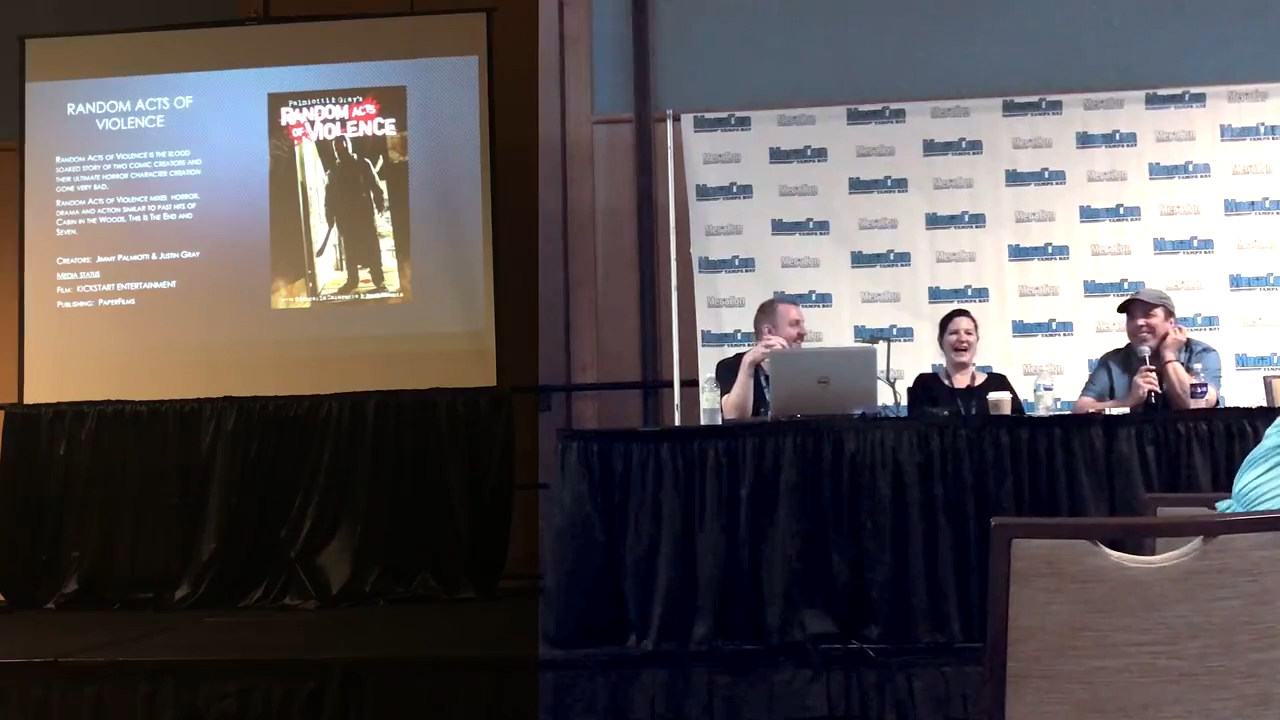 RANDOM ACTS OF
VIOLENCE
RANDOM ACTS OF VIOLENCE IS THE BLOOD
SOAKED STORY OF TWO COMIC CREATORS AND
THEIR ULTIMATE HORROR CHARACTER CREATION
GONE VERY BAD.
RANDOM ACTS OF VIOLENCE MIXES HORROR,
DRAMA AND ACTION SIMILAR TO PAST HITS OF
CABIN IN THE WOODS, THIS IS THE END AND
SEVEN.
CREATORS: JIMMY PALMIOTTI & JUSTIN GRAY
MEDIA STATUS
FILM: KICKSTART ENTERTAINMENT
PUBLISHING: PAPERFILMS
Palmiotti & Gray's
RANDOM ACTS
OF VIOLENCE
MEGACON
TAMPA BAY